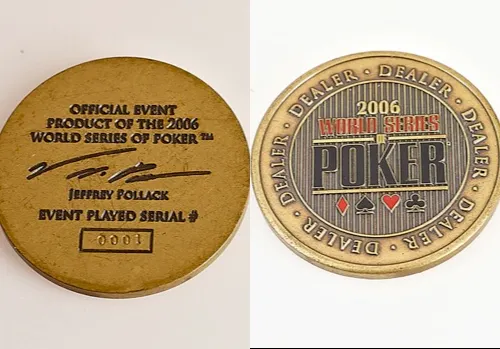 OFFICIAL EVENT
PRODUCT OF THE 2006
WORLD SERIES OF POKER™
JEFFREY POLLACK
EVENT PLAYED SERIAL #
0001
DEALER · DEALER · DEALER · DEALER · DEALER · DEALER ·
2006
WORLD SERIES
OF
POKER